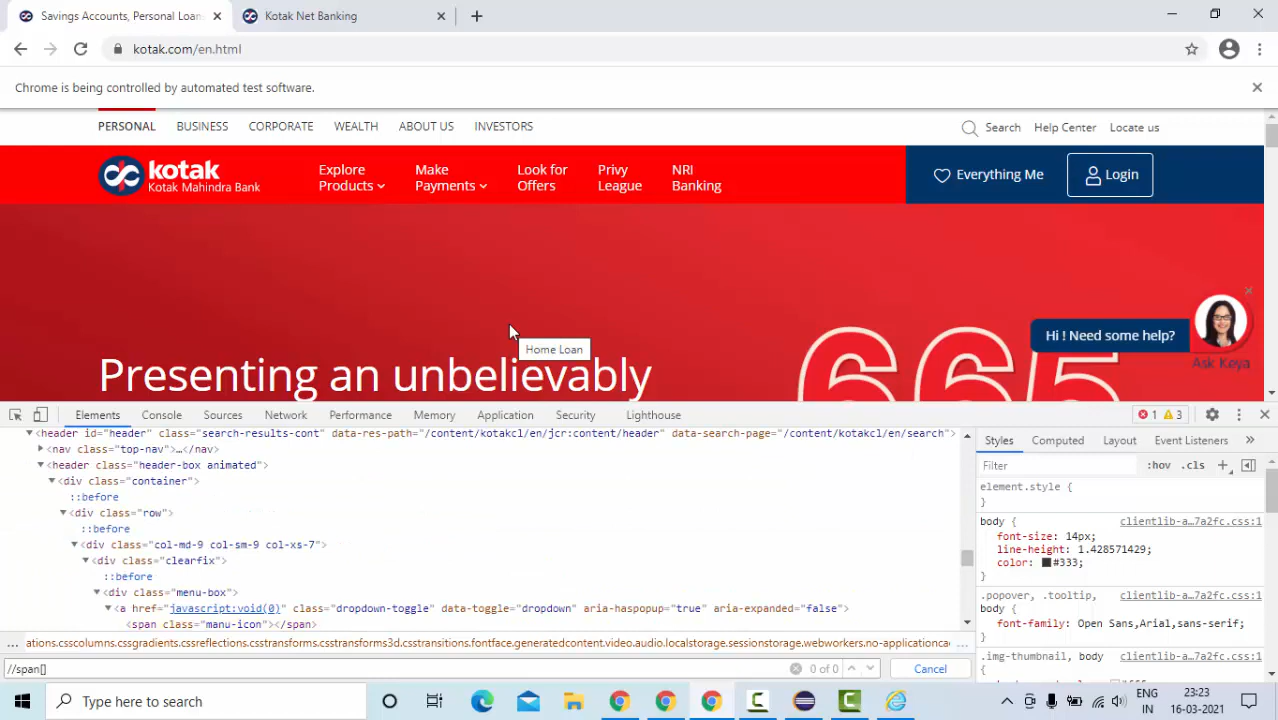 Savings Accounts, Personal Loan
Kotak Net Banking
kotak.com/en.html
Chrome is being controlled by automated test software.
PERSONAL BUSINESS CORPORATE WEALTH ABOUT US INVESTORS
Search Help Center Locate us
kotak
Kotak Mahindra Bank
Explore Products
Make Payments
Look for Offers
Privy League
NRI Banking
Everything Me
Login
Home Loan
Presenting an unbelievably
665
Hi ! Need some help?
Ask Keya
Elements Console Sources Network Performance Memory Application Security Lighthouse
1 3
<header id="header" class="search-results-cont" data-res-path="/content/kotakcl/en/jcr:content/header" data-search-page="/content/kotakcl/en/search">
<nav class="top-nav">…</nav>
<header class="header-box animated">
<div class="container">
::before
<div class="row">
::before
<div class="col-md-9 col-sm-9 col-xs-7">
<div class="clearfix">
::before
<div class="menu-box">
<a href="javascript:void(0)" class="dropdown-toggle" data-toggle="dropdown" aria-haspopup="true" aria-expanded="false">
<span class="manu-icon"></span>
... ations.csscolumns.cssgradients.cssreflections.csstransforms.csstransforms3d.csstransitions.fontface.generatedcontent.video.audio.localstorage.sessionstorage.webworkers.no-applicationcac ...
//span[]
0 of 0
Cancel
Styles Computed Layout Event Listeners
Filter
:hov .cls
element.style {
}
body {
clientlib-a…7a2fc.css:1
font-size: 14px;
line-height: 1.428571429;
color: #333;
}
.popover, .tooltip, body {
clientlib-a…7a2fc.css:1
font-family: Open Sans,Arial,sans-serif;
}
.img-thumbnail, body
clientlib-a…7a2fc.css:1
Type here to search
ENG
IN
23:23
16-03-2021